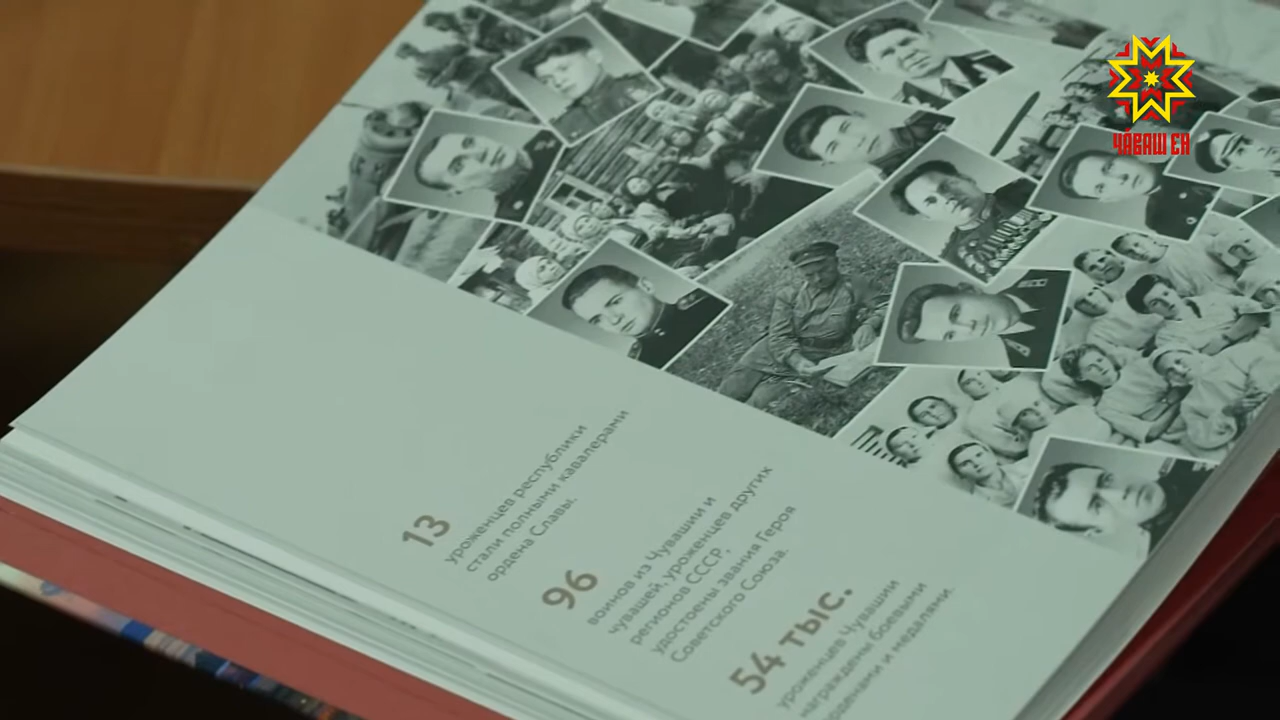 ЧӐВАШ ЕН
13
уроженцев республики
стали полными кавалерами
ордена Славы.
96
воинов из Чувашии и
чувашей, уроженцев других
регионов СССР,
удостоены звания Героя
Советского Союза.
54 тыс.
уроженцев Чувашии
награждены боевыми
орденами и медалями.